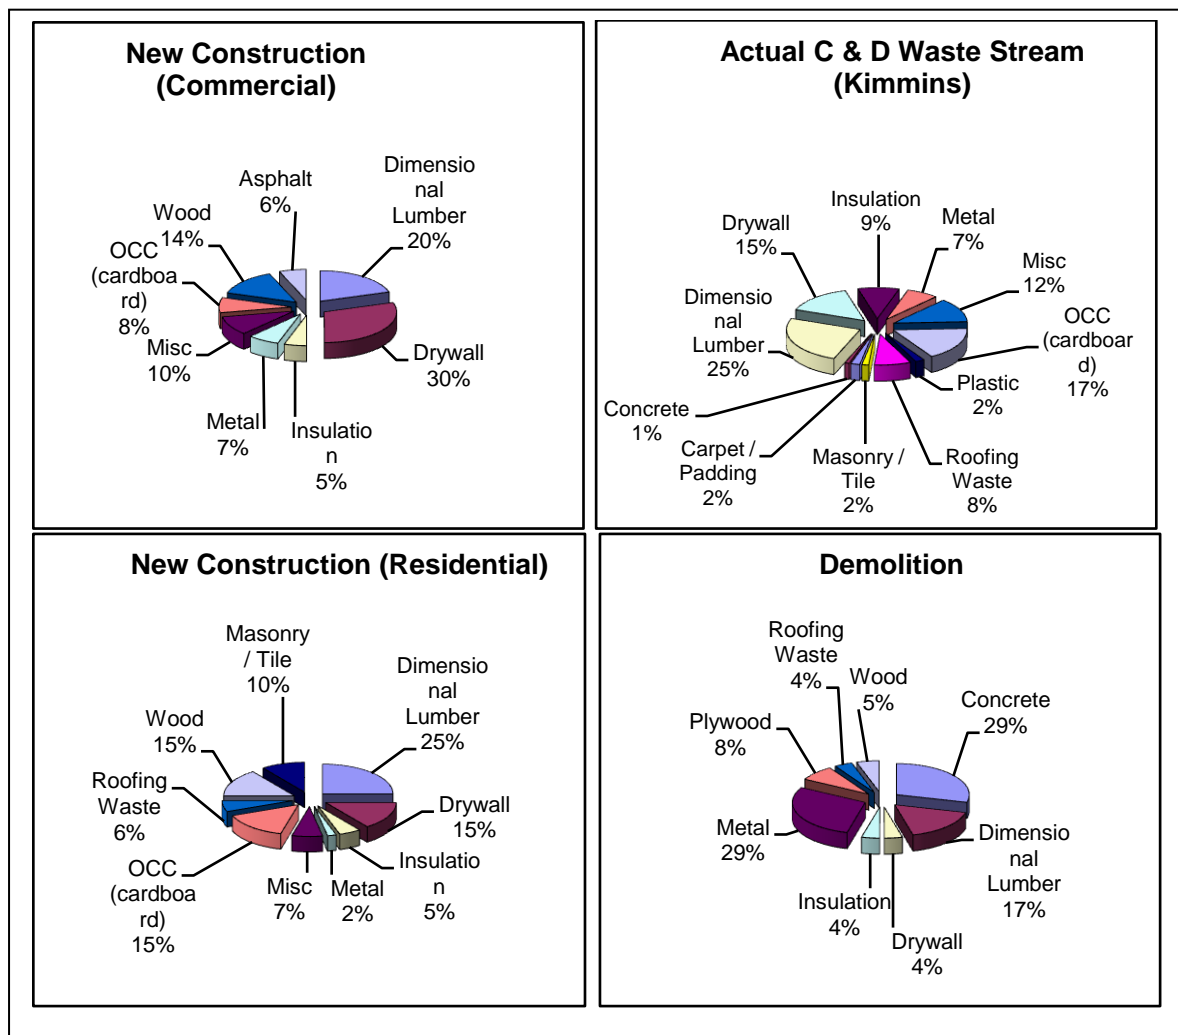 New Construction
(Commercial)
Asphalt
6%
Dimensio
nal
Lumber
20%
Wood
14%
OCC
(cardboa
rd)
8%
Misc
10%
Drywall
30%
Metal
7%
Insulatio
n
5%
Actual C & D Waste Stream
(Kimmins)
Insulation
9%
Metal
7%
Drywall
15%
Misc
12%
Dimensio
nal
Lumber
25%
OCC
(cardboar
d)
17%
Plastic
2%
Concrete
1%
Carpet /
Padding
2%
Masonry /
Tile
2%
Roofing
Waste
8%
New Construction (Residential)
Masonry
/ Tile
10%
Dimensio
nal
Lumber
25%
Wood
15%
Roofing
Waste
6%
Drywall
15%
OCC
(cardboa
rd)
15%
Misc
7%
Metal
2%
Insulatio
n
5%
Demolition
Roofing
Waste
4%
Wood
5%
Concrete
29%
Plywood
8%
Metal
29%
Dimensio
nal
Lumber
17%
Insulation
4%
Drywall
4%